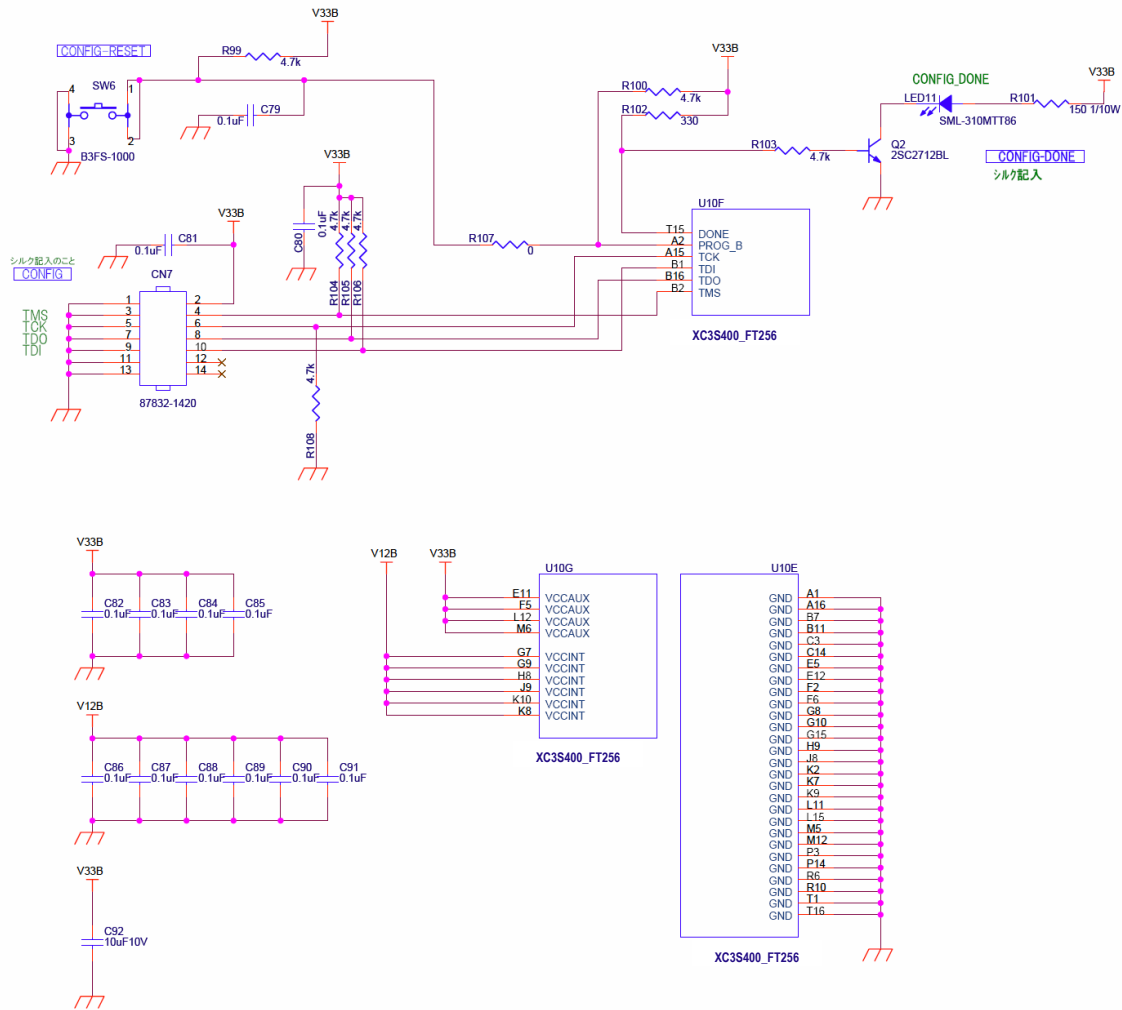 V33B
CONFIG-RESET
R99
4.7k
SW6
4
1
3
2
B3FS-1000
C79
0.1uF
V33B
R100
4.7k
R102
330
CONFIG_DONE
V33B
LED11
R101
150 1/10W
SML-310MTT86
R103
4.7k
Q2
2SC2712BL
CONFIG-DONE
シルク記入
V33B
C80
0.1uF
4.7k
4.7k
4.7k
R104
R105
R106
V33B
C81
0.1uF
シルク記入のこと
CONFIG
CN7
TMS
TCK
TDO
TDI
1
3
5
7
9
11
13
2
4
6
8
10
12
14
87832-1420
4.7k
R108
R107
0
U10F
T15
DONE
A2
PROG_B
A15
TCK
B1
TDI
B16
TDO
B2
TMS
XC3S400_FT256
V33B
C82
0.1uF
C83
0.1uF
C84
0.1uF
C85
0.1uF
V12B
C86
0.1uF
C87
0.1uF
C88
0.1uF
C89
0.1uF
C90
0.1uF
C91
0.1uF
V33B
C92
10uF10V
V12B
V33B
U10G
E11
VCCAUX
F5
VCCAUX
L12
VCCAUX
M6
VCCAUX
G7
VCCINT
G9
VCCINT
H8
VCCINT
J9
VCCINT
K10
VCCINT
K8
VCCINT
XC3S400_FT256
U10E
GND A1
GND A16
GND B7
GND B11
GND C3
GND C14
GND E5
GND E12
GND F2
GND F6
GND G8
GND G10
GND G15
GND H9
GND J8
GND K2
GND K7
GND K9
GND L11
GND L15
GND M5
GND M12
GND P3
GND P14
GND R6
GND R10
GND T1
GND T16
XC3S400_FT256